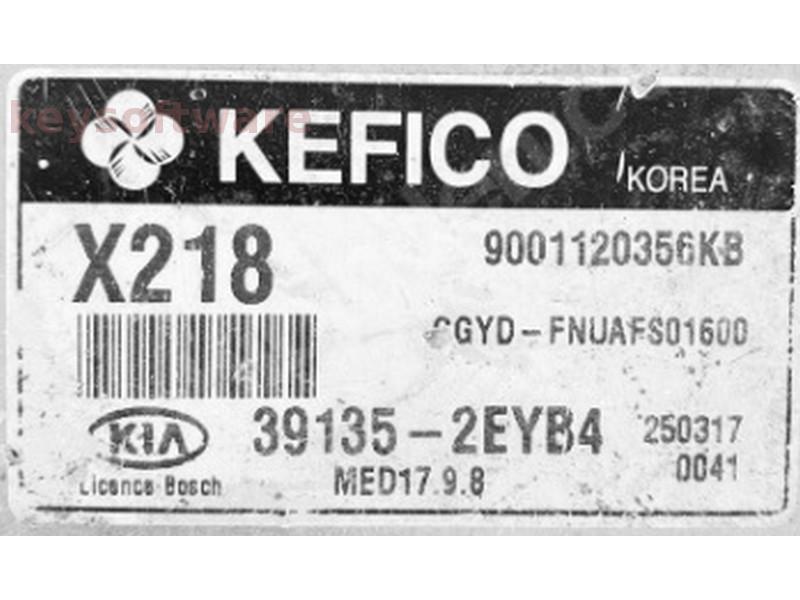 keysoftware
KEFICO
KOREA
X218
9001120356KB
CGYD-FNUAFS01600
KIA
39135-2EYB4
250317
0041
Licence Bosch
MED17.9.8